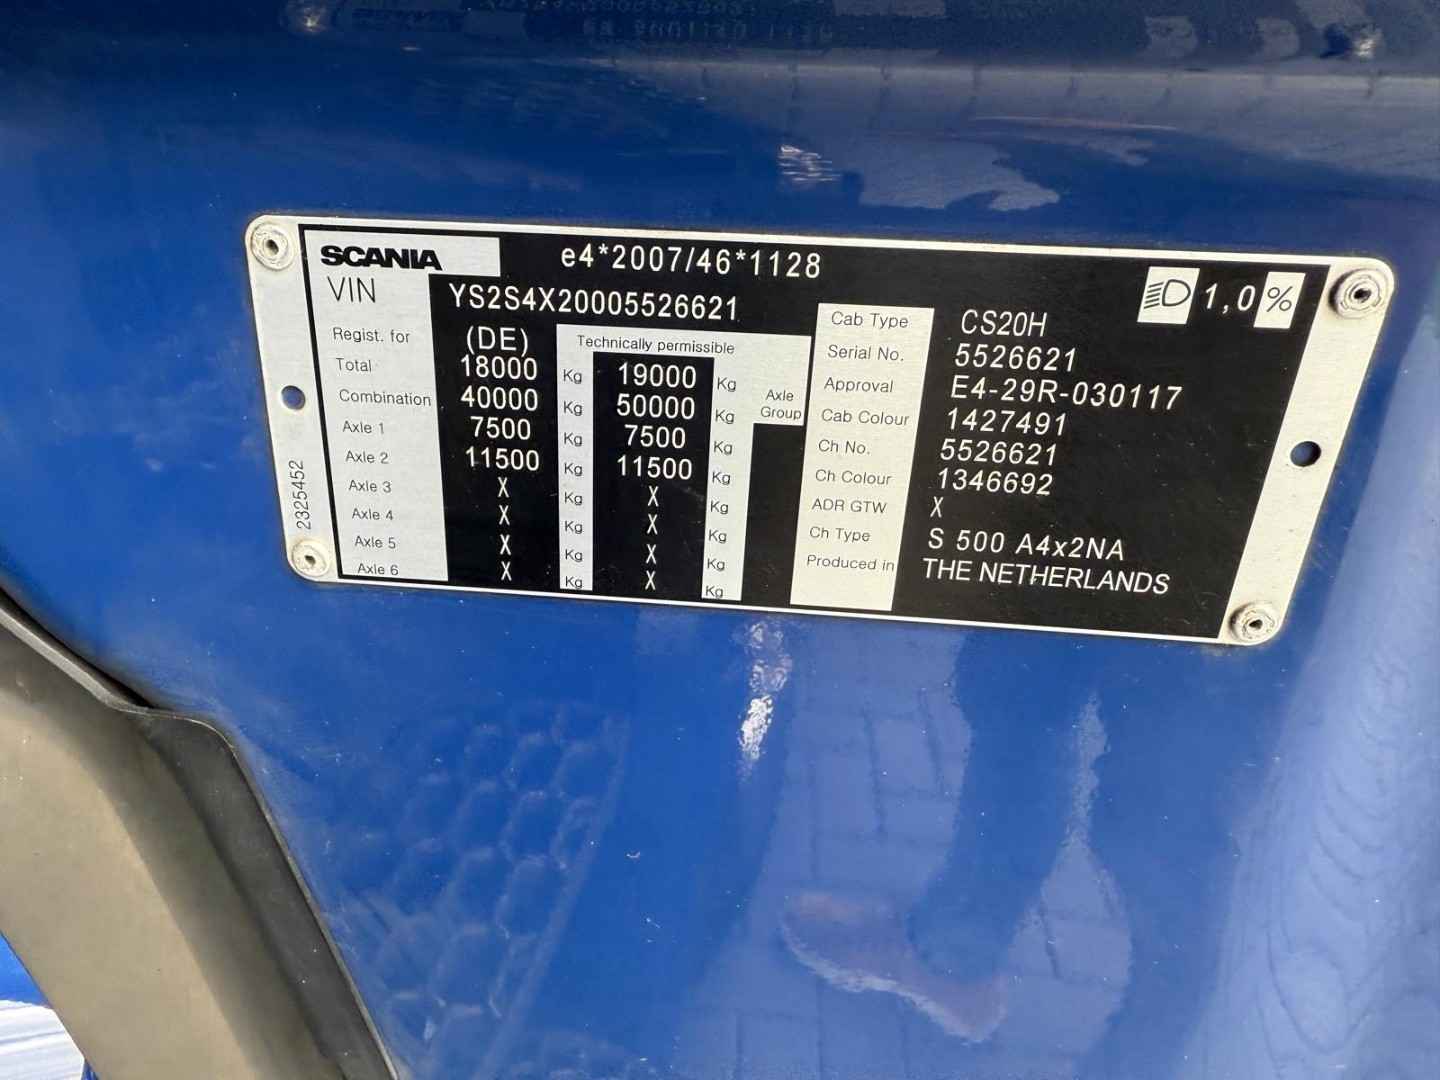 SCANIA e4*2007/46*1128
VIN YS2S4X20005526621
1,0 %
Regist. for (DE) Technically permissible
Total 18000 Kg 19000 Kg
Combination 40000 Kg 50000 Kg Axle Group
Axle 1 7500 Kg 7500 Kg
Axle 2 11500 Kg 11500 Kg
Axle 3 X Kg X Kg
Axle 4 X Kg X Kg
Axle 5 X Kg X Kg
Axle 6 X Kg X Kg
Cab Type CS20H
Serial No. 5526621
Approval E4-29R-030117
Cab Colour 1427491
Ch No. 5526621
Ch Colour 1346692
ADR GTW X
Ch Type S 500 A4x2NA
Produced in THE NETHERLANDS
2325452